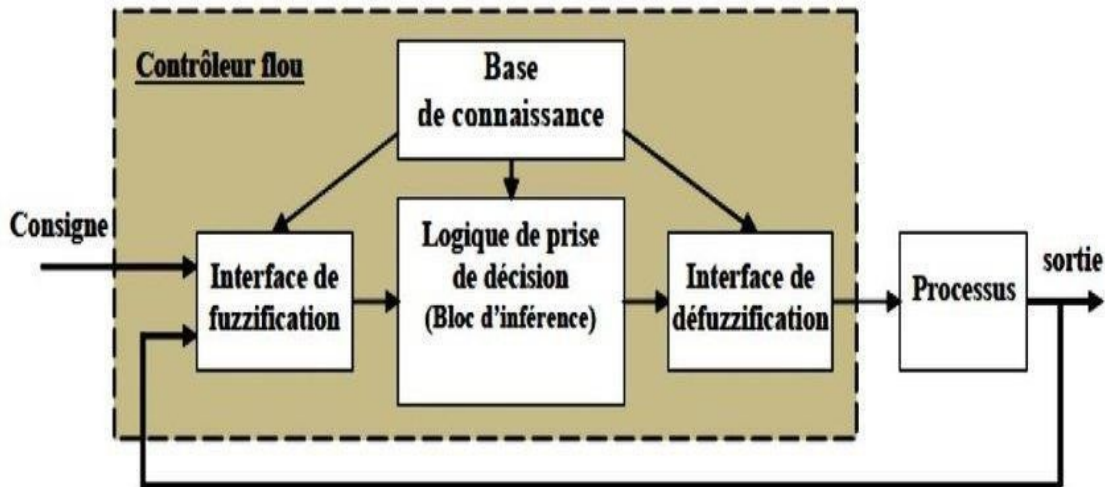 Contrôleur flou
Base
de connaissance
Consigne
Interface de
fuzzification
Logique de prise
de décision
(Bloc d'inférence)
Interface de
défuzzification
Processus
sortie